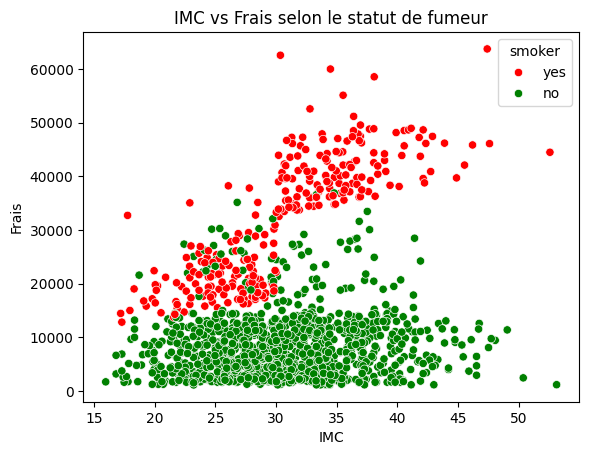 IMC vs Frais selon le statut de fumeur
smoker
yes
no
Frais
60000
50000
40000
30000
20000
10000
0
15 20 25 30 35 40 45 50
IMC